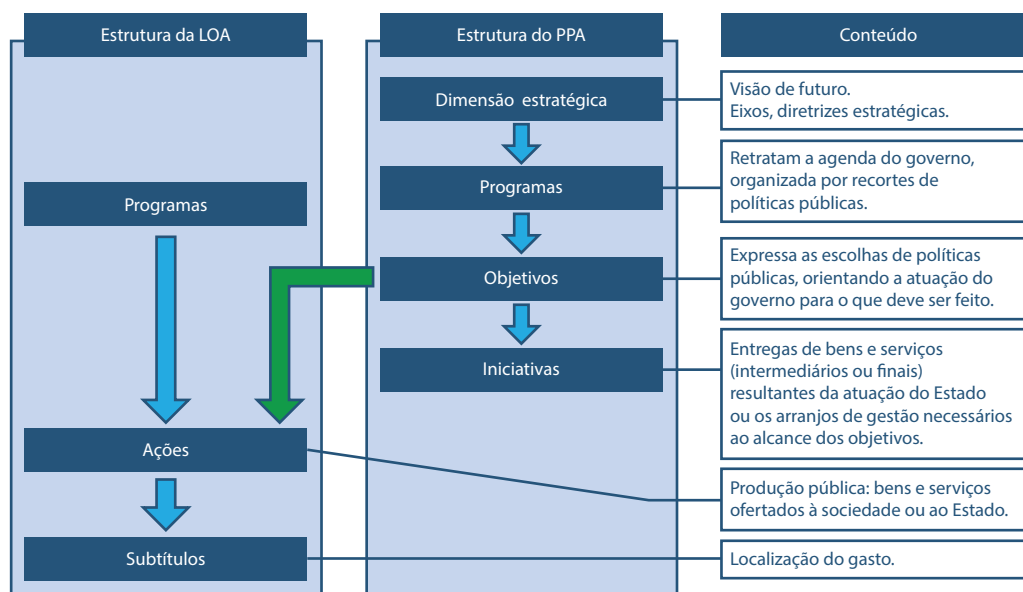 Estrutura da LOA
Estrutura do PPA
Conteúdo
Dimensão estratégica
Visão de futuro.
Eixos, diretrizes estratégicas.
Programas
Programas
Retratam a agenda do governo,
organizada por recortes de
políticas públicas.
Objetivos
Expressa as escolhas de políticas
públicas, orientando a atuação do
governo para o que deve ser feito.
Iniciativas
Entregas de bens e serviços
(intermediários ou finais)
resultantes da atuação do Estado
ou os arranjos de gestão necessários
ao alcance dos objetivos.
Ações
Produção pública: bens e serviços
ofertados à sociedade ou ao Estado.
Subtítulos
Localização do gasto.